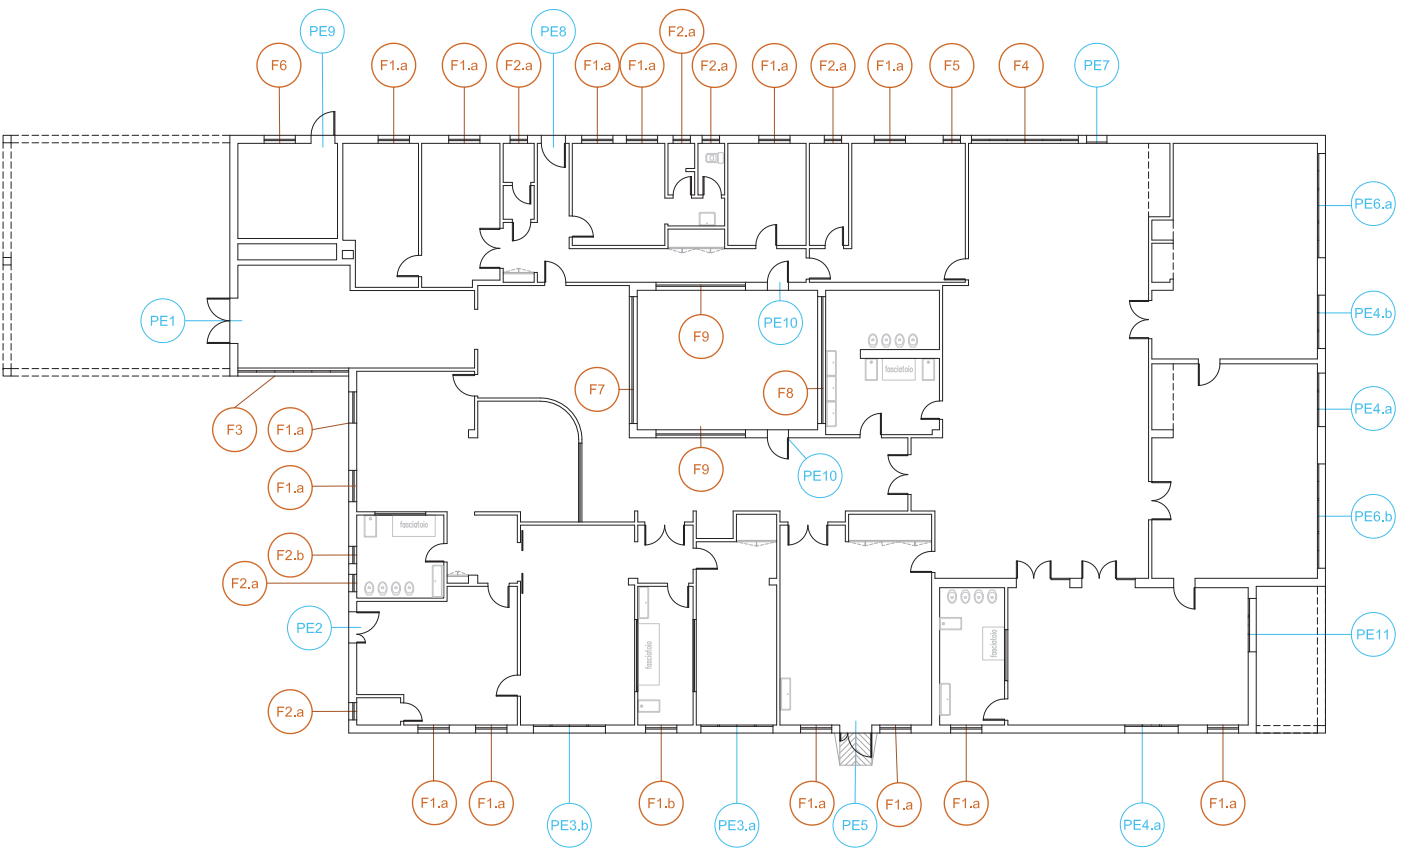 PE9
PE8
F2.a
F6
F1.a
F1.a
F2.a
F1.a
F1.a
F2.a
F1.a
F2.a
F1.a
F5
F4
PE7
PE6.a
PE1
PE10
PE4.b
F9
fasciatoio
F7
F8
PE4.a
F3
F1.a
F9
PE10
F1.a
PE6.b
fasciatoio
F2.b
F2.a
PE2
fasciatoio
fasciatoio
PE11
F2.a
F1.a
F1.a
F1.b
F1.a
F1.a
F1.a
F1.a
PE3.b
PE3.a
PE5
PE4.a